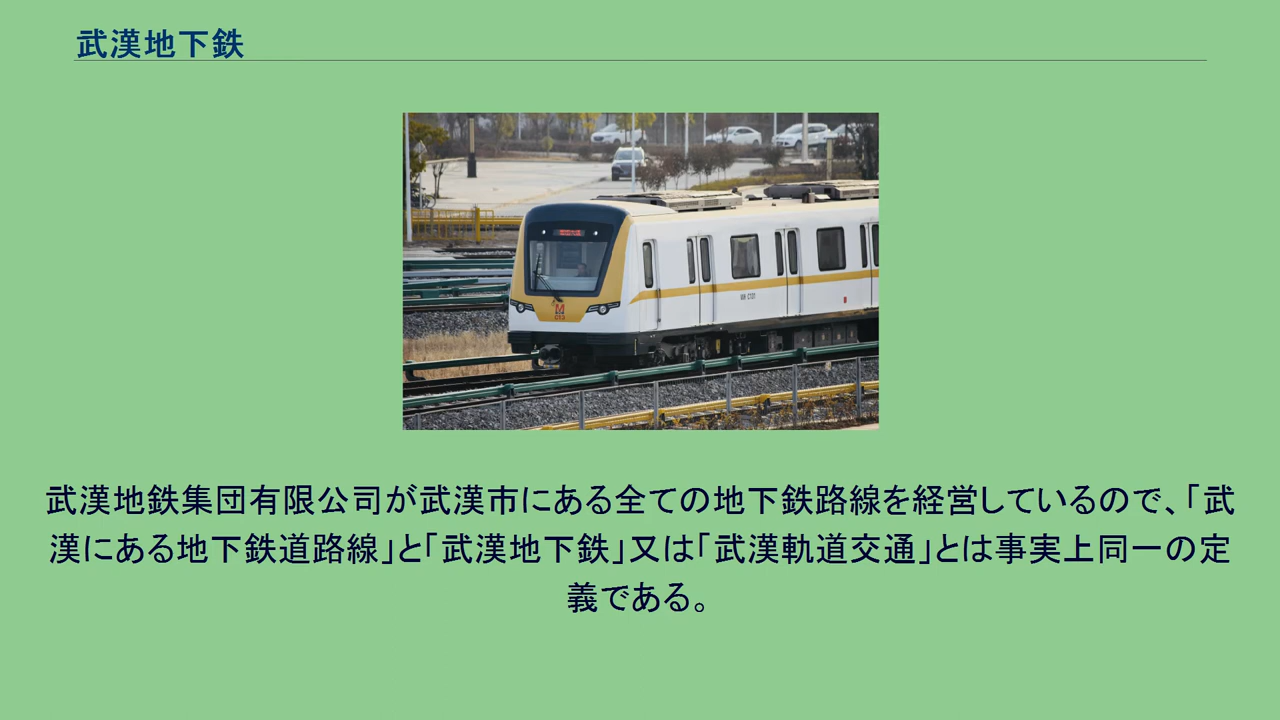 武漢地下鉄
武漢地鉄集団有限公司が武漢市にある全ての地下鉄路線を経営しているので、「武
漢にある地下鉄道路線」と「武漢地下鉄」又は「武漢軌道交通」とは事実上同一の定
義である。